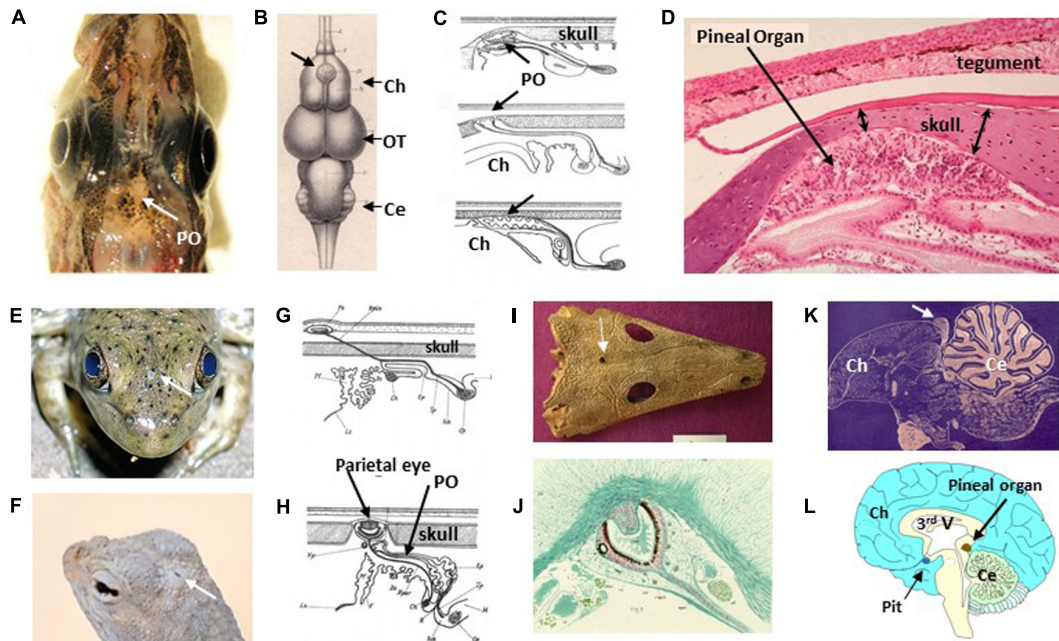 A
PO
B
Ch
OT
Ce
C
skull
PO
Ch
Ch
D
Pineal Organ
tegument
skull
E
F
G
skull
H
Parietal eye
PO
skull
I
J
K
Ch
Ce
L
Pineal organ
Ch
3rd V
Ce
Pit